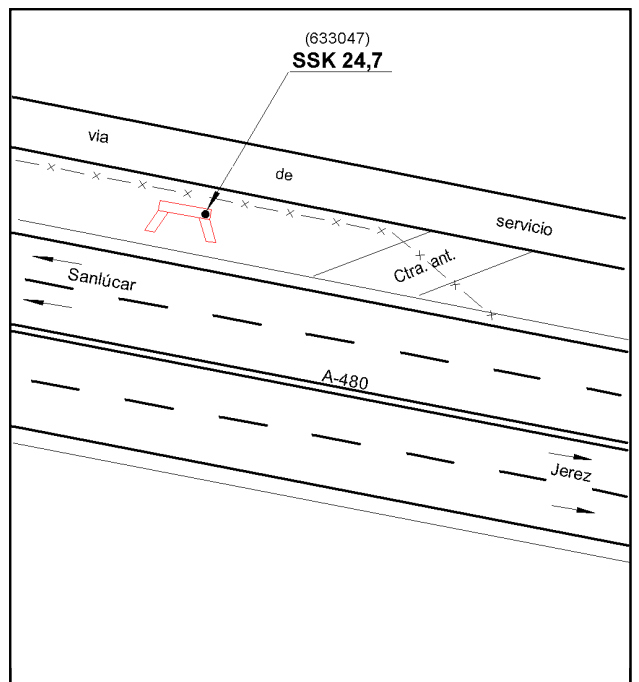 (633047)
SSK 24,7
via de servicio
Ctra. ant.
Sanlúcar
A-480
Jerez